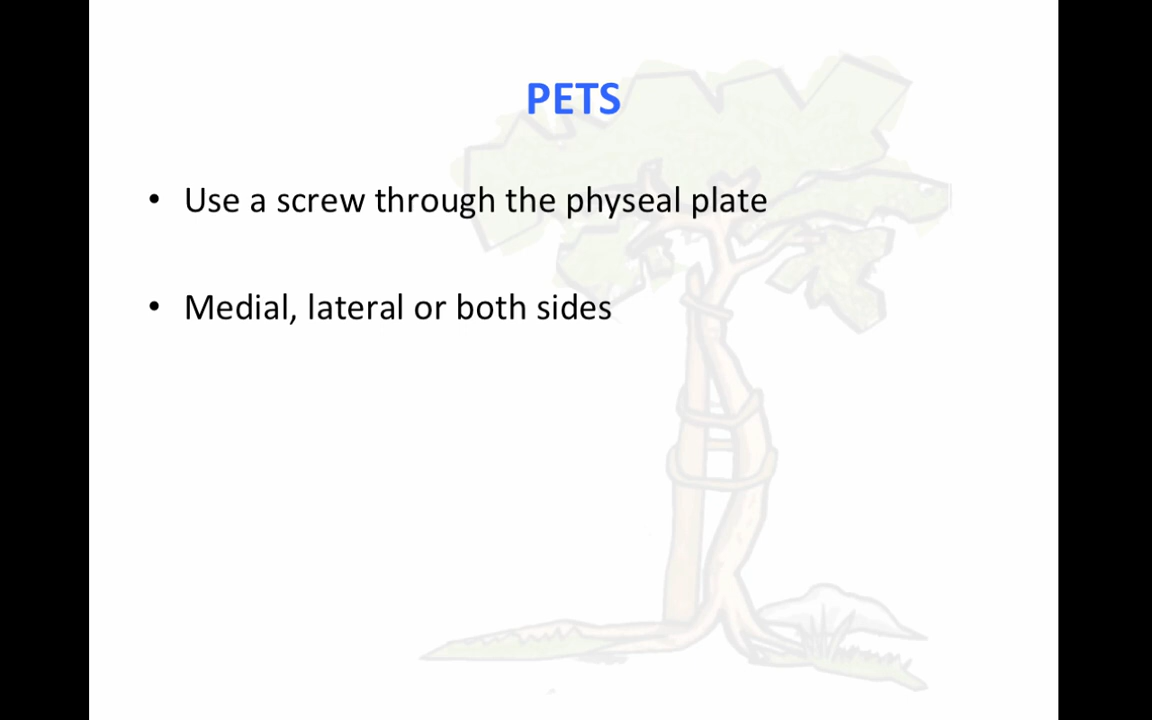 PETS
• Use a screw through the physeal plate
• Medial, lateral or both sides